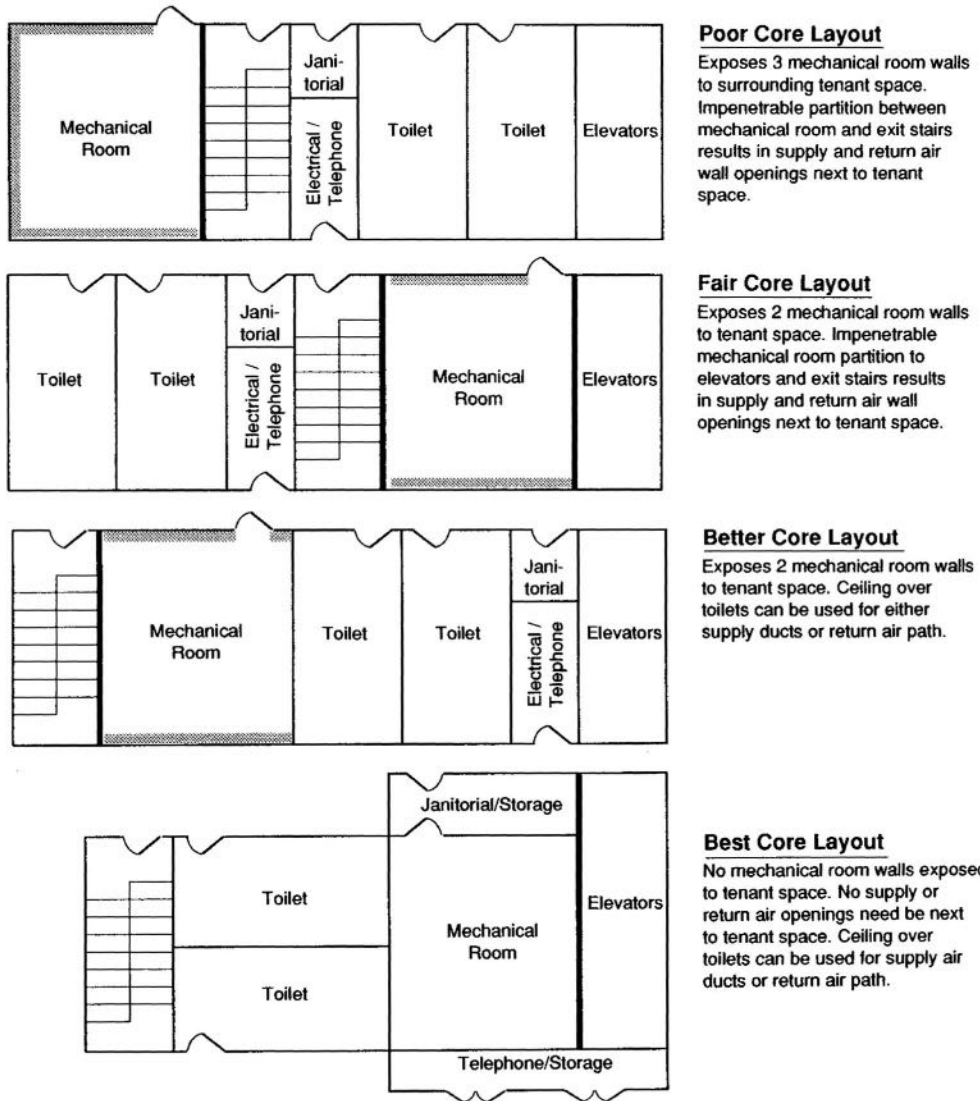 Poor Core Layout
Exposes 3 mechanical room walls
to surrounding tenant space.
Impenetrable partition between
mechanical room and exit stairs
results in supply and return air
wall openings next to tenant
space.
Mechanical
Room
Jani-
torial
Electrical /
Telephone
Toilet
Toilet
Elevators
Fair Core Layout
Exposes 2 mechanical room walls
to tenant space. Impenetrable
mechanical room partition to
elevators and exit stairs results
in supply and return air wall
openings next to tenant space.
Toilet
Toilet
Jani-
torial
Electrical /
Telephone
Mechanical
Room
Elevators
Better Core Layout
Exposes 2 mechanical room walls
to tenant space. Ceiling over
toilets can be used for either
supply ducts or return air path.
Mechanical
Room
Toilet
Toilet
Jani-
torial
Electrical /
Telephone
Elevators
Best Core Layout
No mechanical room walls exposed
to tenant space. No supply or
return air openings need be next
to tenant space. Ceiling over
toilets can be used for supply air
ducts or return air path.
Janitorial/Storage
Toilet
Toilet
Mechanical
Room
Elevators
Telephone/Storage